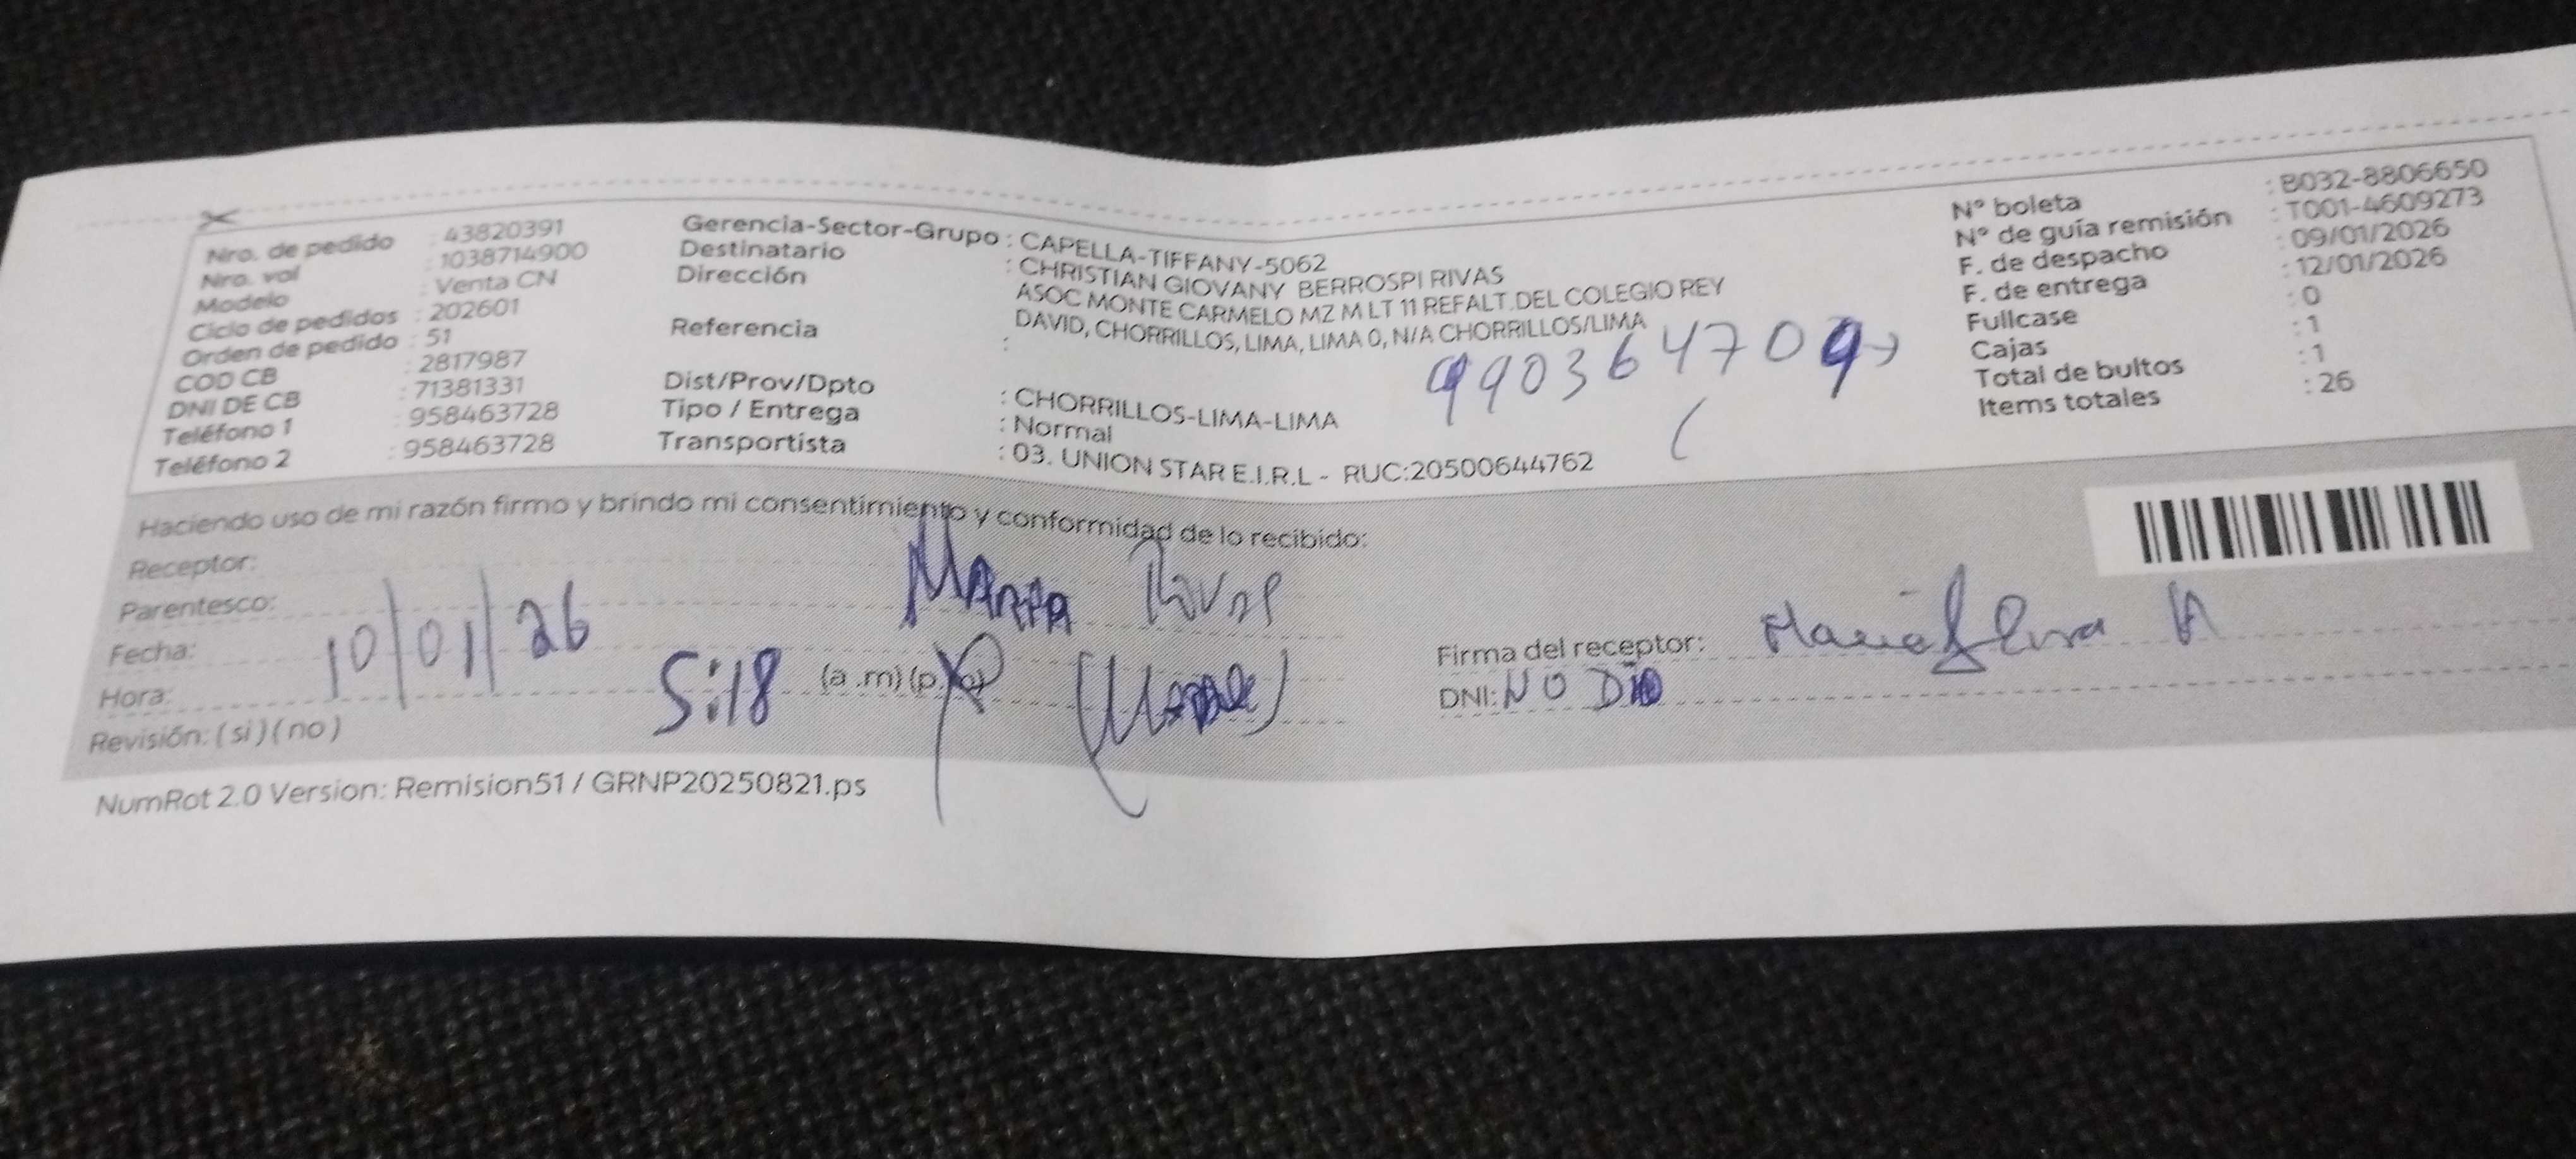 Nro. de pedido : 43820391
Nro. vol : 1038714900
Modelo : Venta CN
Ciclo de pedidos : 202601
Orden de pedido : 51
COD CB : 2817987
DNI DE CB : 71381331
Teléfono 1 : 958463728
Teléfono 2 : 958463728
Gerencia-Sector-Grupo : CAPELLA-TIFFANY-5062
Destinatario : CHRISTIAN GIOVANY BERROSPI RIVAS
Dirección : ASOC MONTE CARMELO MZ M LT 11 REFALT.DEL COLEGIO REY
DAVID, CHORRILLOS, LIMA, LIMA 0, N/A CHORRILLOS/LIMA
Referencia :
990364709
Dist/Prov/Dpto : CHORRILLOS-LIMA-LIMA
Tipo / Entrega : Normal
Transportista : 03. UNION STAR E.I.R.L - RUC:20500644762
N° boleta : B032-8806650
N° de guía remisión : T001-4609273
F. de despacho : 09/01/2026
F. de entrega : 12/01/2026
Fullcase : 0
Cajas : 1
Total de bultos : 1
Items totales : 26
Haciendo uso de mi razón firmo y brindo mi consentimiento y conformidad de lo recibido:
Receptor: Rivas
Parentesco:
Fecha: 10/01/26
Hora: 5:18 (a.m)(p.m)
Revisión: (si)(no)
Firma del receptor:
DNI: NO DIO
NumRot 2.0 Version: Remision51 / GRNP20250821.ps